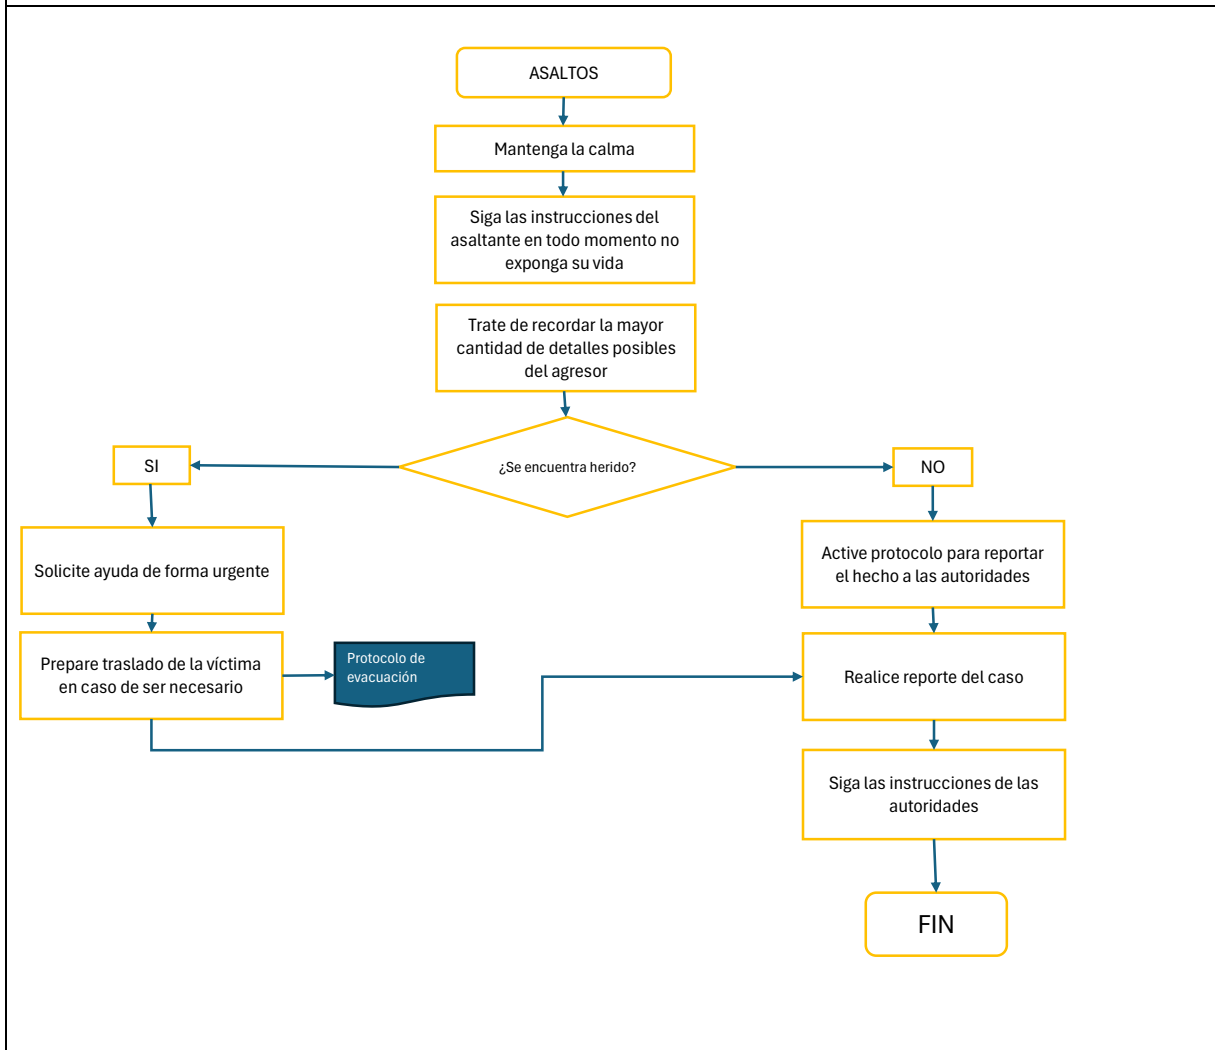 ASALTOS
Mantenga la calma
Siga las instrucciones del
asaltante en todo momento no
exponga su vida
Trate de recordar la mayor
cantidad de detalles posibles
del agresor
¿Se encuentra herido?
SI
NO
Solicite ayuda de forma urgente
Active protocolo para reportar
el hecho a las autoridades
Prepare traslado de la víctima
en caso de ser necesario
Protocolo de
evacuación
Realice reporte del caso
Siga las instrucciones de las
autoridades
FIN